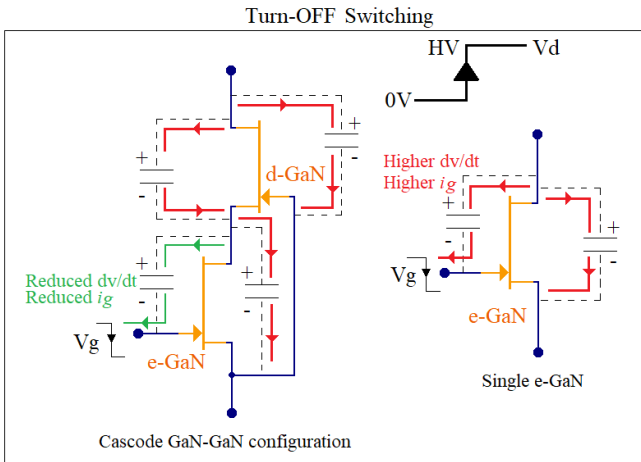 Turn-OFF Switching
HV
Vd
0V
+
-
+
-
d-GaN
Higher dv/dt
Higher ig
+
-
+
-
+
-
+
-
Reduced dv/dt
Reduced ig
Vg
Vg
e-GaN
e-GaN
Single e-GaN
Cascode GaN-GaN configuration